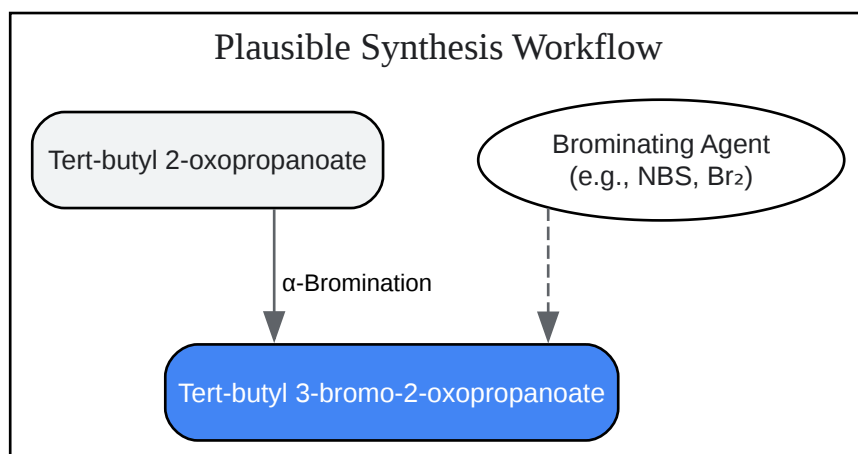 Plausible Synthesis Workflow
Tert-butyl 2-oxopropanoate
Brominating Agent
(e.g., NBS, Br₂)
α-Bromination
Tert-butyl 3-bromo-2-oxopropanoate